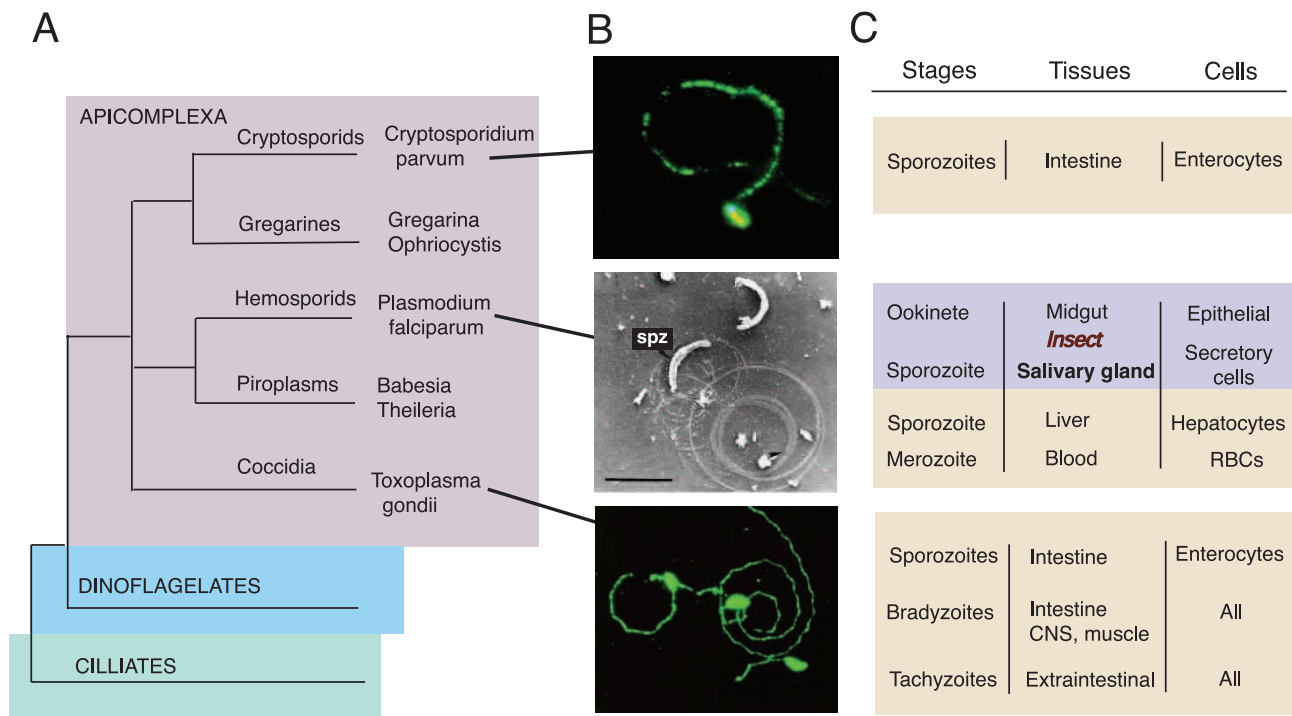 A
B
C
APICOMPLEXA
Cryptosporids
Cryptosporidium
parvum
Gregarines
Gregarina
Ophriocystis
Hemosporids
Plasmodium
falciparum
Piroplasms
Babesia
Theileria
Coccidia
Toxoplasma
gondii
DINOFLAGELATES
CILLIATES
spz
Stages Tissues Cells
Sporozoites Intestine Enterocytes
Ookinete Midgut Epithelial
Insect
Sporozoite Salivary gland Secretory
cells
Sporozoite Liver Hepatocytes
Merozoite Blood RBCs
Sporozoites Intestine Enterocytes
Bradyzoites Intestine All
CNS, muscle
Tachyzoites Extraintestinal All